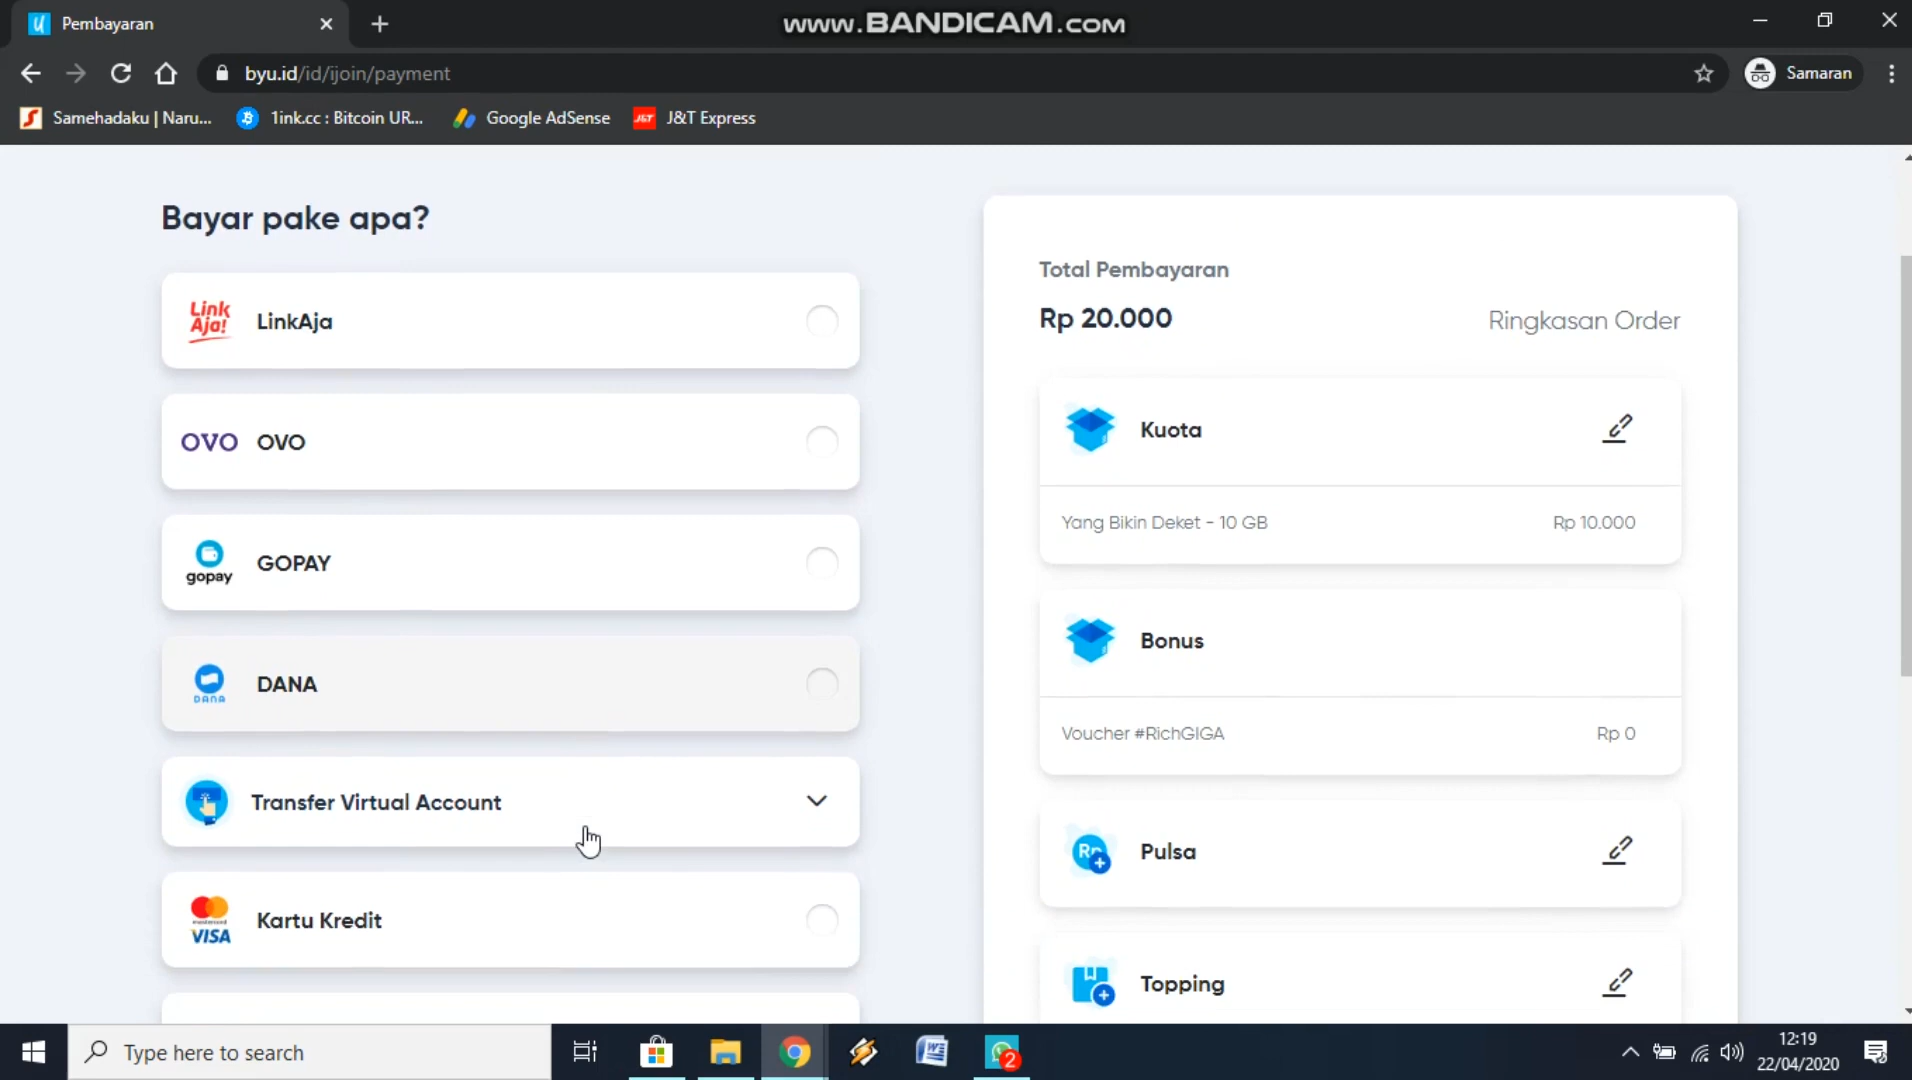 Pembayaran
www.BANDICAM.com
byu.id/id/ijoin/payment
Samaran
Samehadaku | Naru...
1ink.cc : Bitcoin UR...
Google AdSense
J&T
J&T Express
Bayar pake apa?
Link Aja!
LinkAja
OVO
OVO
gopay
GOPAY
DANA
DANA
Transfer Virtual Account
VISA
Kartu Kredit
Total Pembayaran
Rp 20.000
Ringkasan Order
Kuota
Yang Bikin Deket - 10 GB
Rp 10.000
Bonus
Voucher #RichGIGA
Rp 0
Rp
Pulsa
Topping
Type here to search
2
12:19
22/04/2020